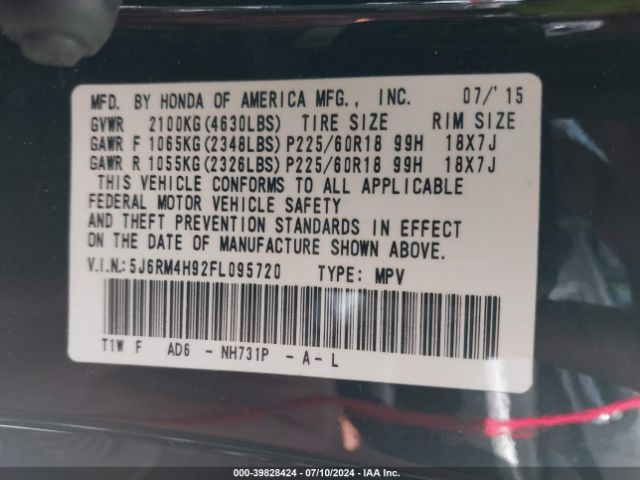 MFD. BY HONDA OF AMERICA MFG., INC. 07/'15
GVWR 2100KG(4630LBS) TIRE SIZE RIM SIZE
GAWR F 1065KG(2348LBS)P225/60R18 99H 18X7J
GAWR R 1055KG(2326LBS)P225/60R18 99H 18X7J
THIS VEHICLE CONFORMS TO ALL APPLICABLE
FEDERAL MOTOR VEHICLE SAFETY
AND THEFT PREVENTION STANDARDS IN EFFECT
ON THE DATE OF MANUFACTURE SHOWN ABOVE.
V.I.N.:5J6RM4H92FL095720 TYPE: MPV
T1W F AD6 - NH731P - A - L
000-39828424 - 07/10/2024 - IAA Inc.